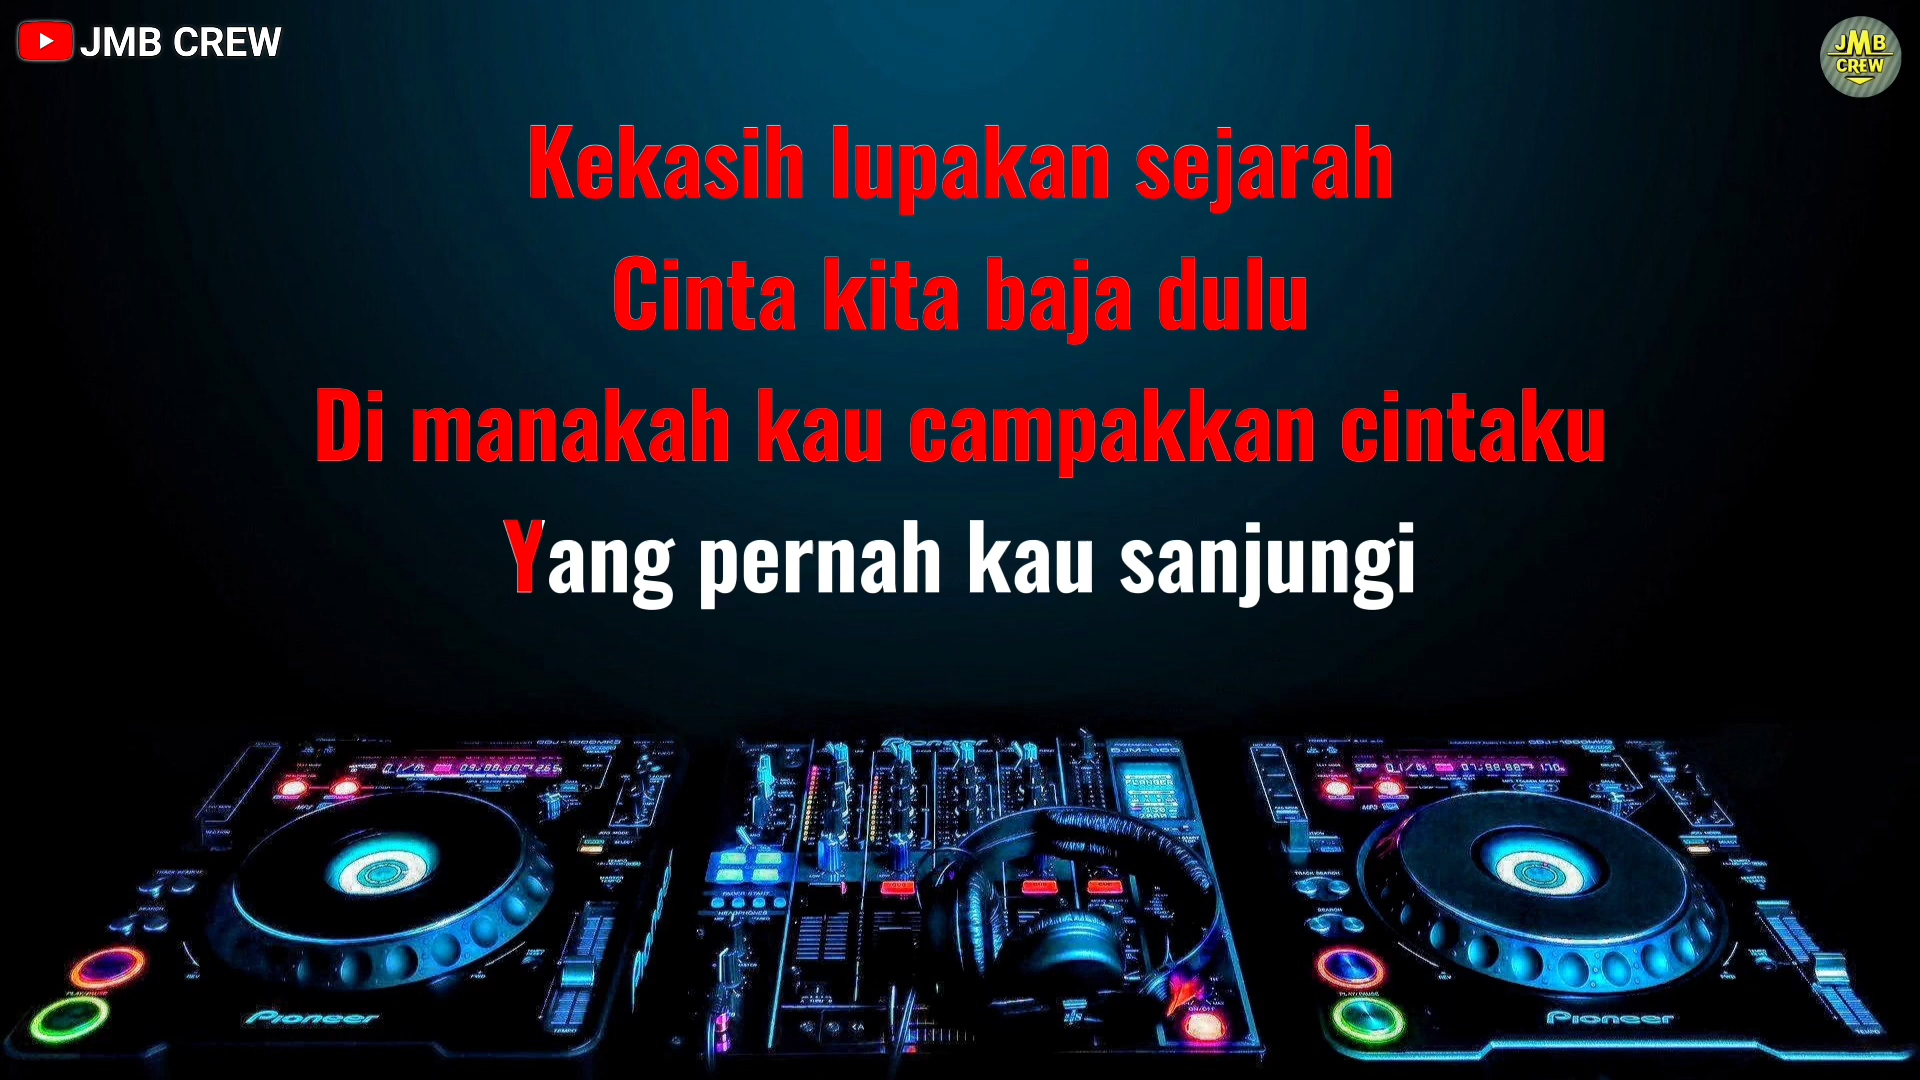 JMB CREW
JMB
CREW
Kekasih lupakan sejarah
Cinta kita baja dulu
Di manakah kau campakkan cintaku
Yang pernah kau sanjungi
Pioneer
Pioneer
Pioneer